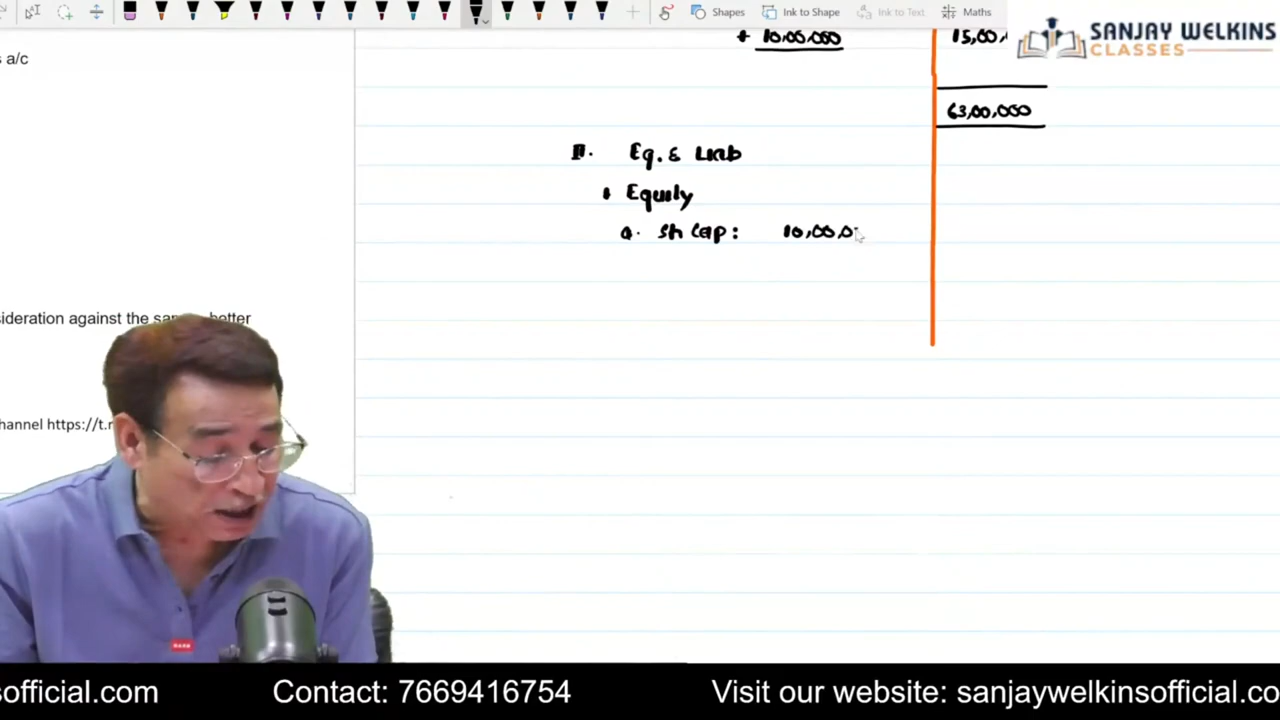 Shapes
Ink to Shape
Ink to Text
Maths
SANJAY WELKINS
CLASSES
s a/c
+ 10,00,000
15,00,
63,00,000
II. Eq. & Liab
1 Equity
a. Sh Cap: 10,00,0
sideration against the same, better
hannel https://t.
sofficial.com
Contact: 7669416754
Visit our website: sanjaywelkinsofficial.co